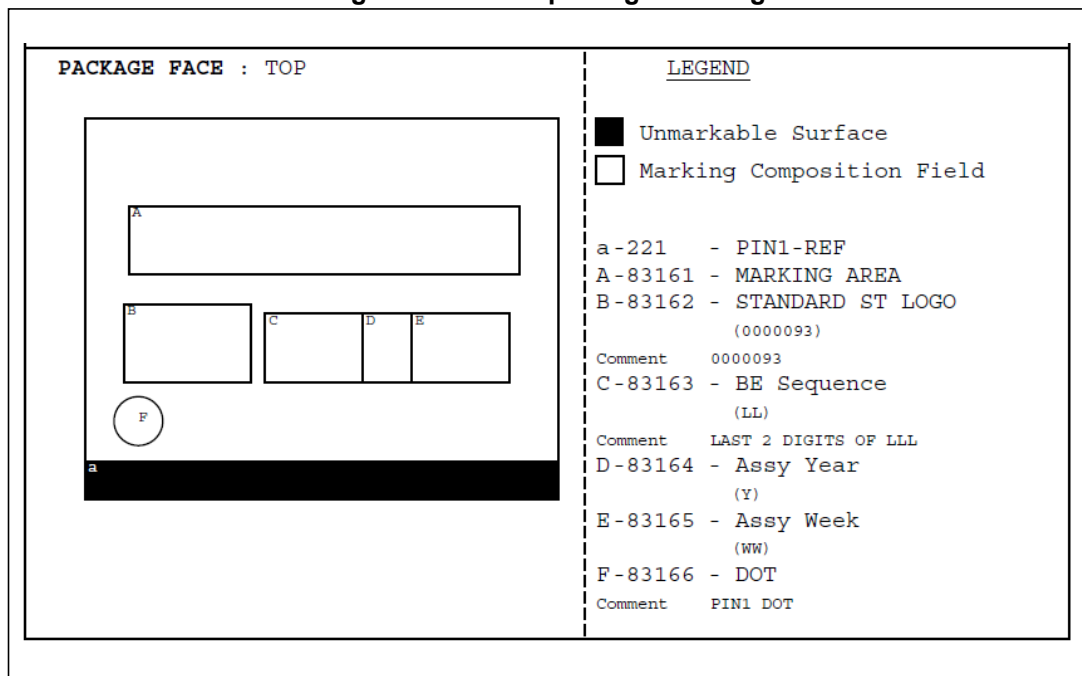 PACKAGE FACE : TOP
A
B
C
D
E
F
a
LEGEND
Unmarkable Surface
Marking Composition Field
a-221 - PIN1-REF
A-83161 - MARKING AREA
B-83162 - STANDARD ST LOGO
(0000093)
Comment 0000093
C-83163 - BE Sequence
(LL)
Comment LAST 2 DIGITS OF LLL
D-83164 - Assy Year
(Y)
E-83165 - Assy Week
(WW)
F-83166 - DOT
Comment PIN1 DOT